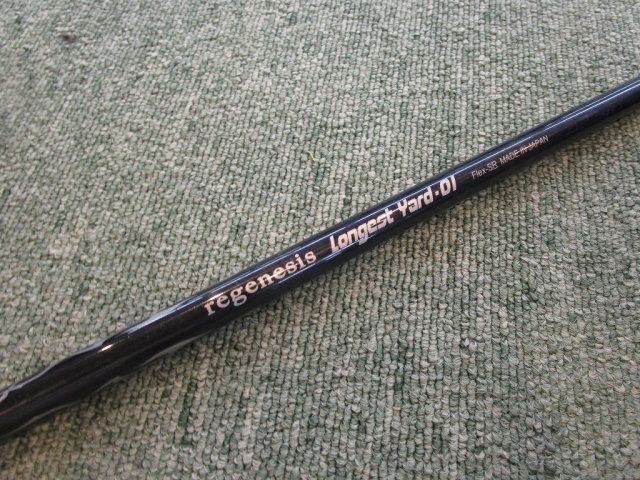 regenesis Longest Yard-01 Flex-SB MADE IN JAPAN